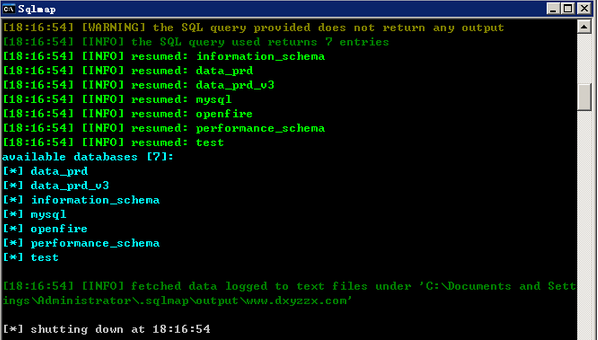 Sqlmap
[18:16:54] [WARNING] the SQL query provided does not return any output
[18:16:54] [INFO] the SQL query used returns 7 entries
[18:16:54] [INFO] resumed: information_schema
[18:16:54] [INFO] resumed: data_prd
[18:16:54] [INFO] resumed: data_prd_v3
[18:16:54] [INFO] resumed: mysql
[18:16:54] [INFO] resumed: openfire
[18:16:54] [INFO] resumed: performance_schema
[18:16:54] [INFO] resumed: test
available databases [7]:
[*] data_prd
[*] data_prd_v3
[*] information_schema
[*] mysql
[*] openfire
[*] performance_schema
[*] test
[18:16:54] [INFO] fetched data logged to text files under 'C:\Documents and Sett
ings\Administrator\.sqlmap\output\www.dxyzzx.com'
[*] shutting down at 18:16:54